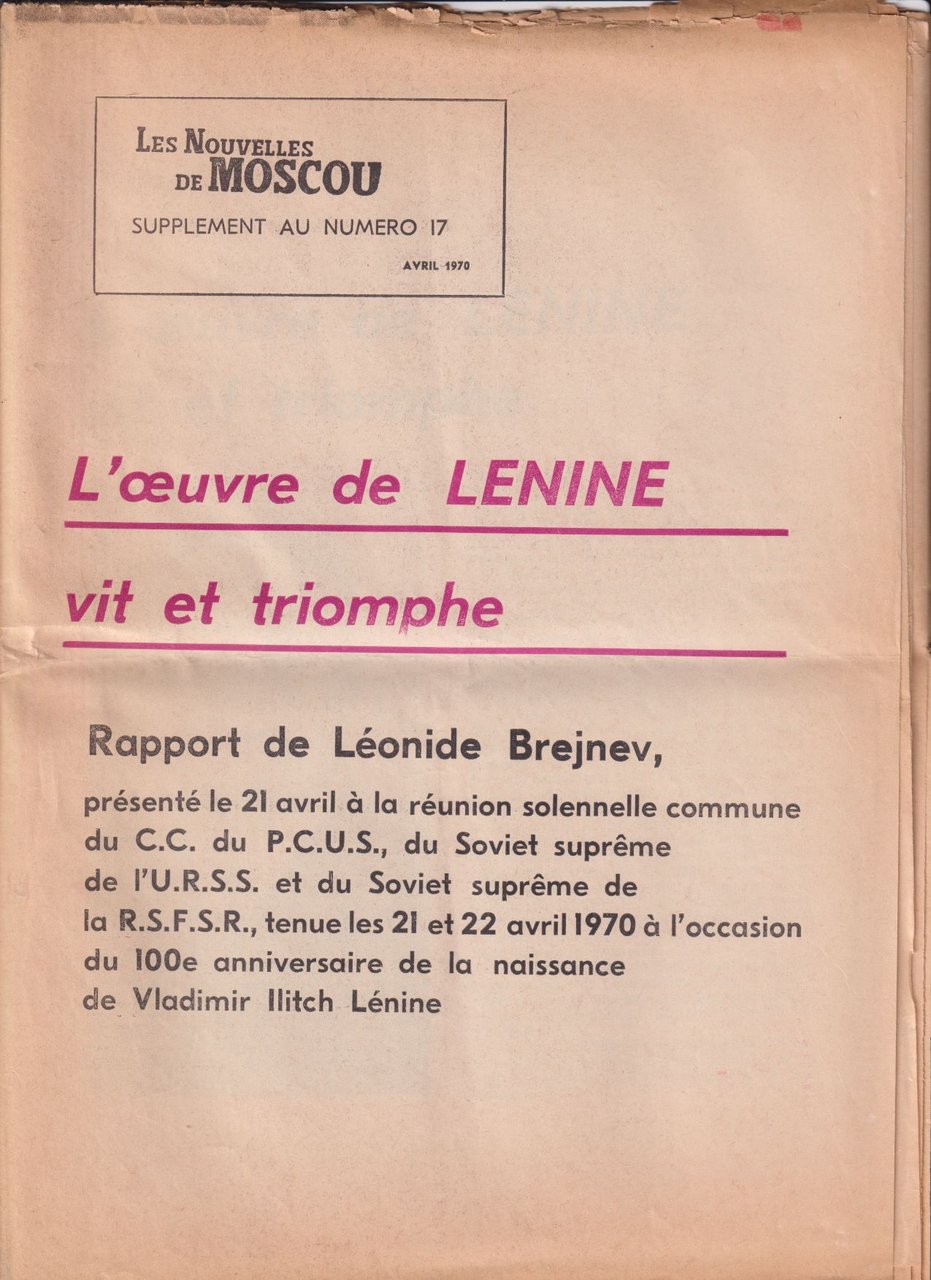 LES NOUVELLES
DE MOSCOU
SUPPLEMENT AU NUMERO 17
AVRIL 1970
L'œuvre de LENINE
vit et triomphe
Rapport de Léonide Brejnev,
présenté le 21 avril à la réunion solennelle commune
du C.C. du P.C.U.S., du Soviet suprême
de l'U.R.S.S. et du Soviet suprême de
la R.S.F.S.R., tenue les 21 et 22 avril 1970 à l'occasion
du 100e anniversaire de la naissance
de Vladimir Ilitch Lénine